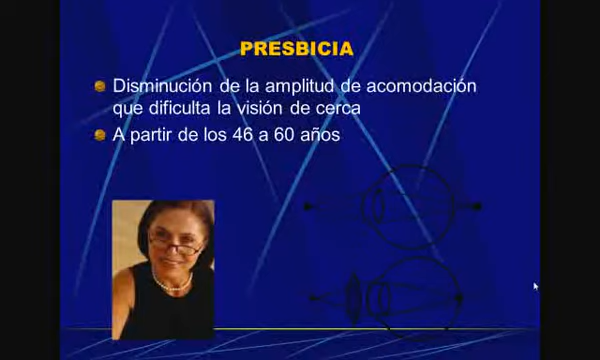 PRESBICIA
Disminución de la amplitud de acomodación
que dificulta la visión de cerca
A partir de los 46 a 60 años